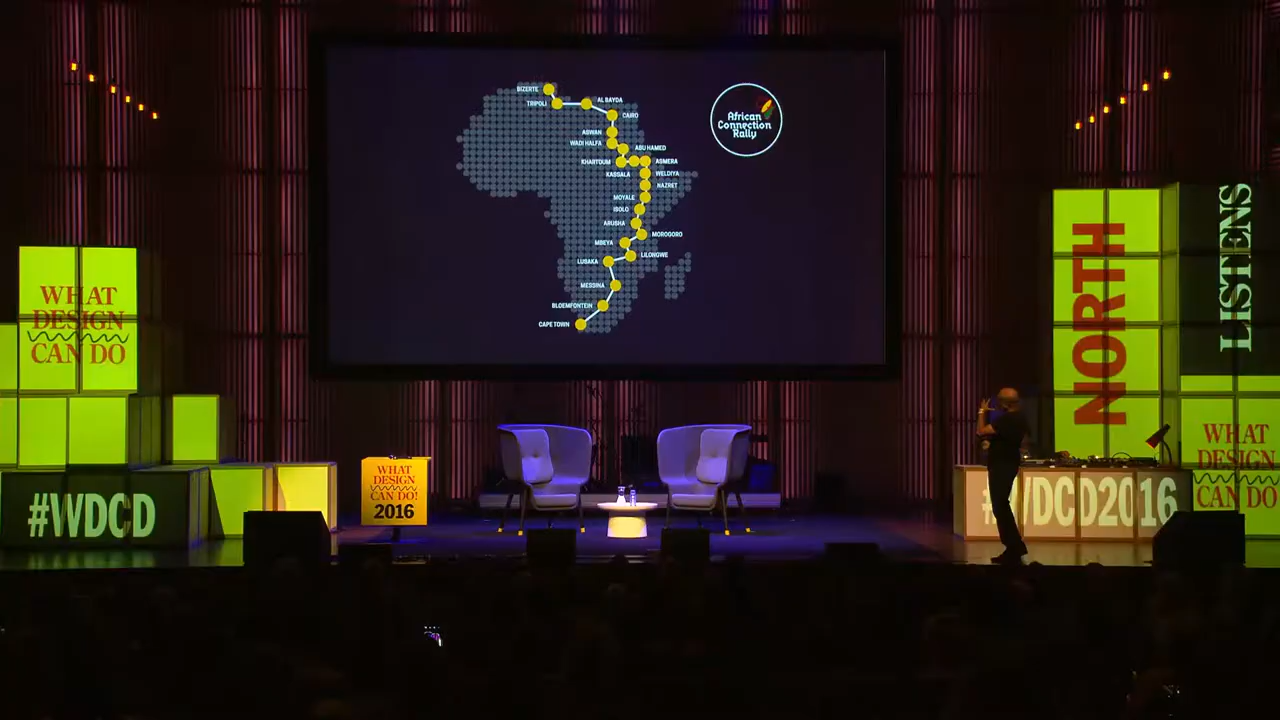 BIZERTE
TRIPOLI
AL BAYDA
CAIRO
ASWAN
WADI HALFA
ABU HAMED
KHARTOUM
ASMERA
KASSALA
WELDIYA
NAZRET
MOYALE
ISOLO
ARUSHA
MOROGORO
MBEYA
LILONGWE
LUSAKA
MESSINA
BLOEMFONTEIN
CAPE TOWN
African
Connection
Rally
WHAT
DESIGN
CAN DO
#WDCD
WHAT
DESIGN
CAN DO!
2016
NORTH
LISTENS
WHAT
DESIGN
CAN DO
#WDCD2016